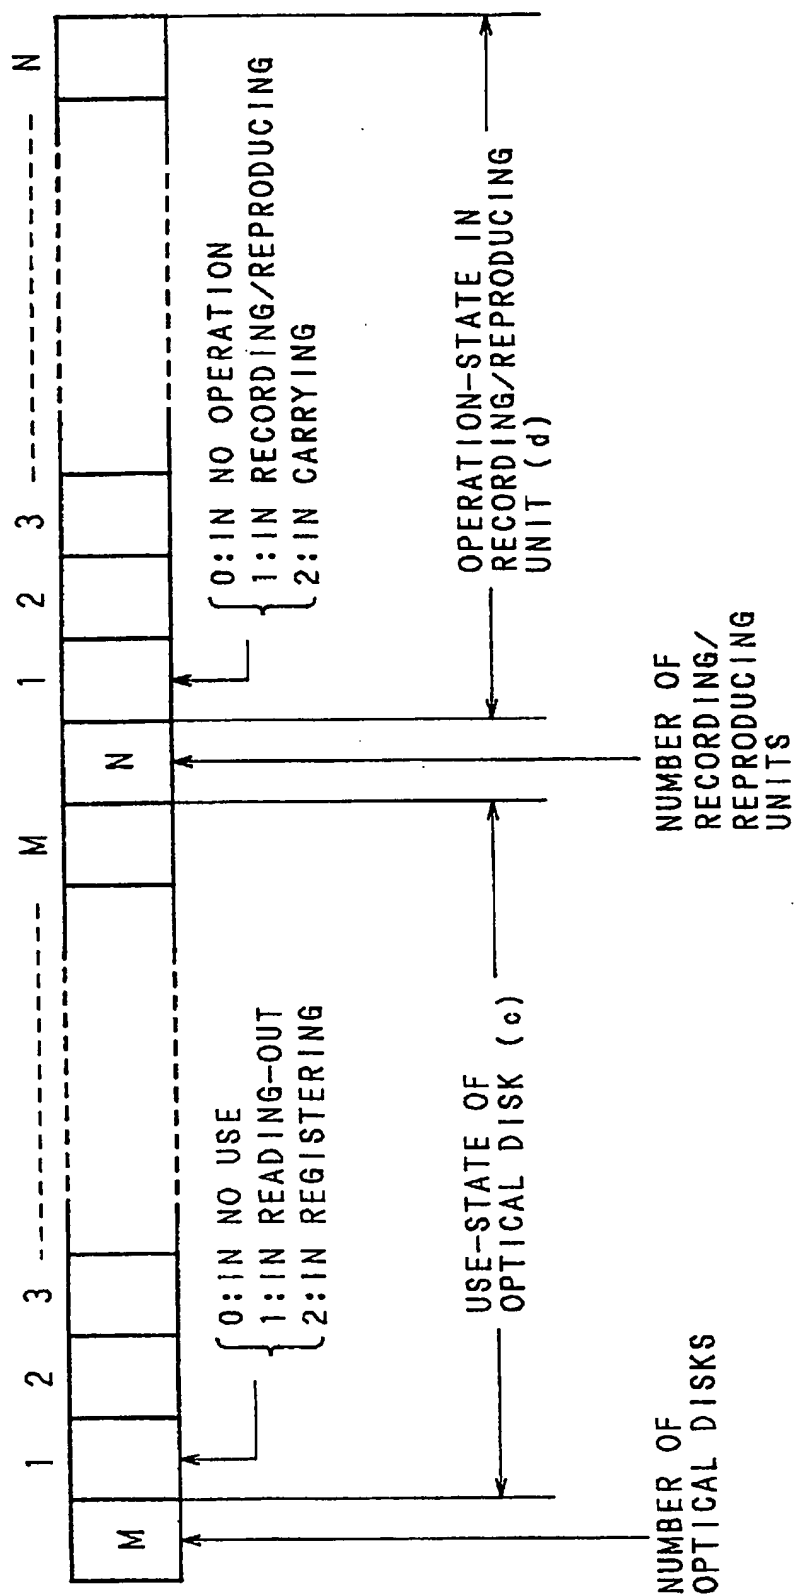 1 2 3 M 1 2 3 N
M N
0:IN NO USE
1:IN READING-OUT
2:IN REGISTERING
0:IN NO OPERATION
1:IN RECORDING/REPRODUCING
2:IN CARRYING
USE-STATE OF
OPTICAL DISK (c)
OPERATION-STATE IN
RECORDING/REPRODUCING
UNIT (d)
NUMBER OF
OPTICAL DISKS
NUMBER OF
RECORDING/
REPRODUCING
UNITS